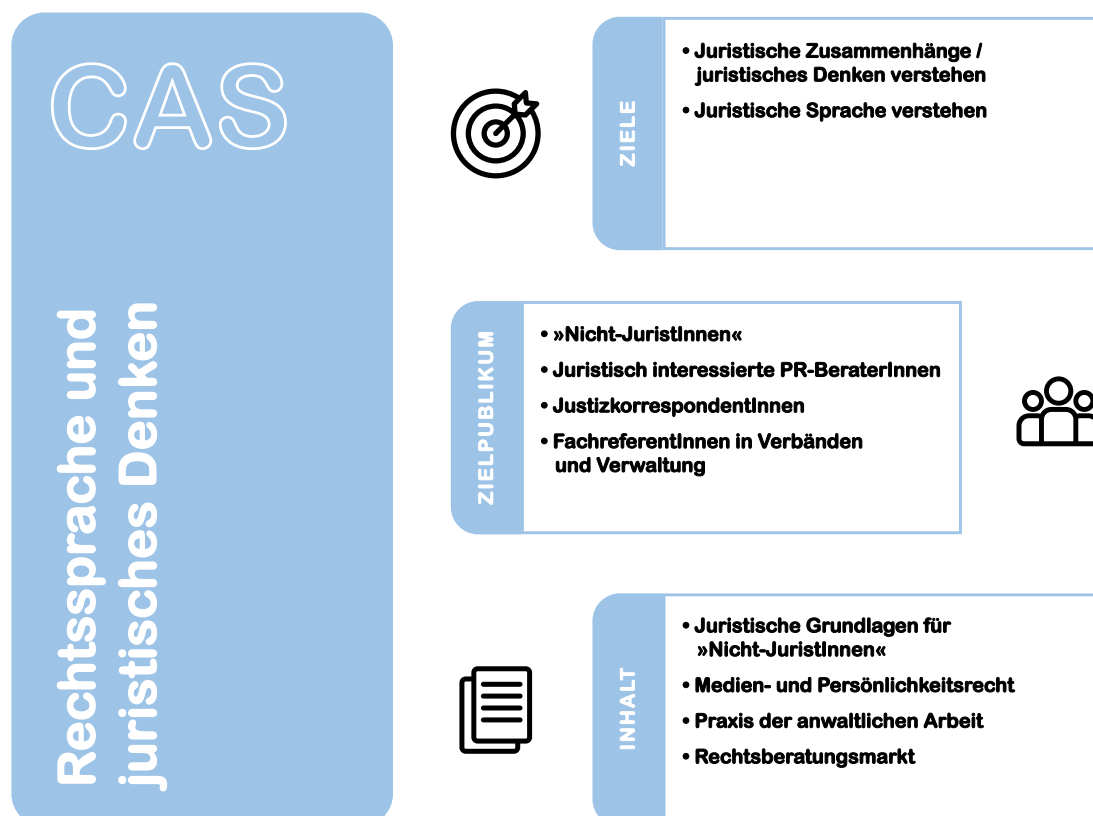 CAS
Rechtssprache und
juristisches Denken
ZIELE
• Juristische Zusammenhänge /
juristisches Denken verstehen
• Juristische Sprache verstehen
ZIELPUBLIKUM
• »Nicht-JuristInnen«
• Juristisch interessierte PR-BeraterInnen
• JustizkorrespondentInnen
• FachreferentInnen in Verbänden
und Verwaltung
INHALT
• Juristische Grundlagen für
»Nicht-JuristInnen«
• Medien- und Persönlichkeitsrecht
• Praxis der anwaltlichen Arbeit
• Rechtsberatungsmarkt